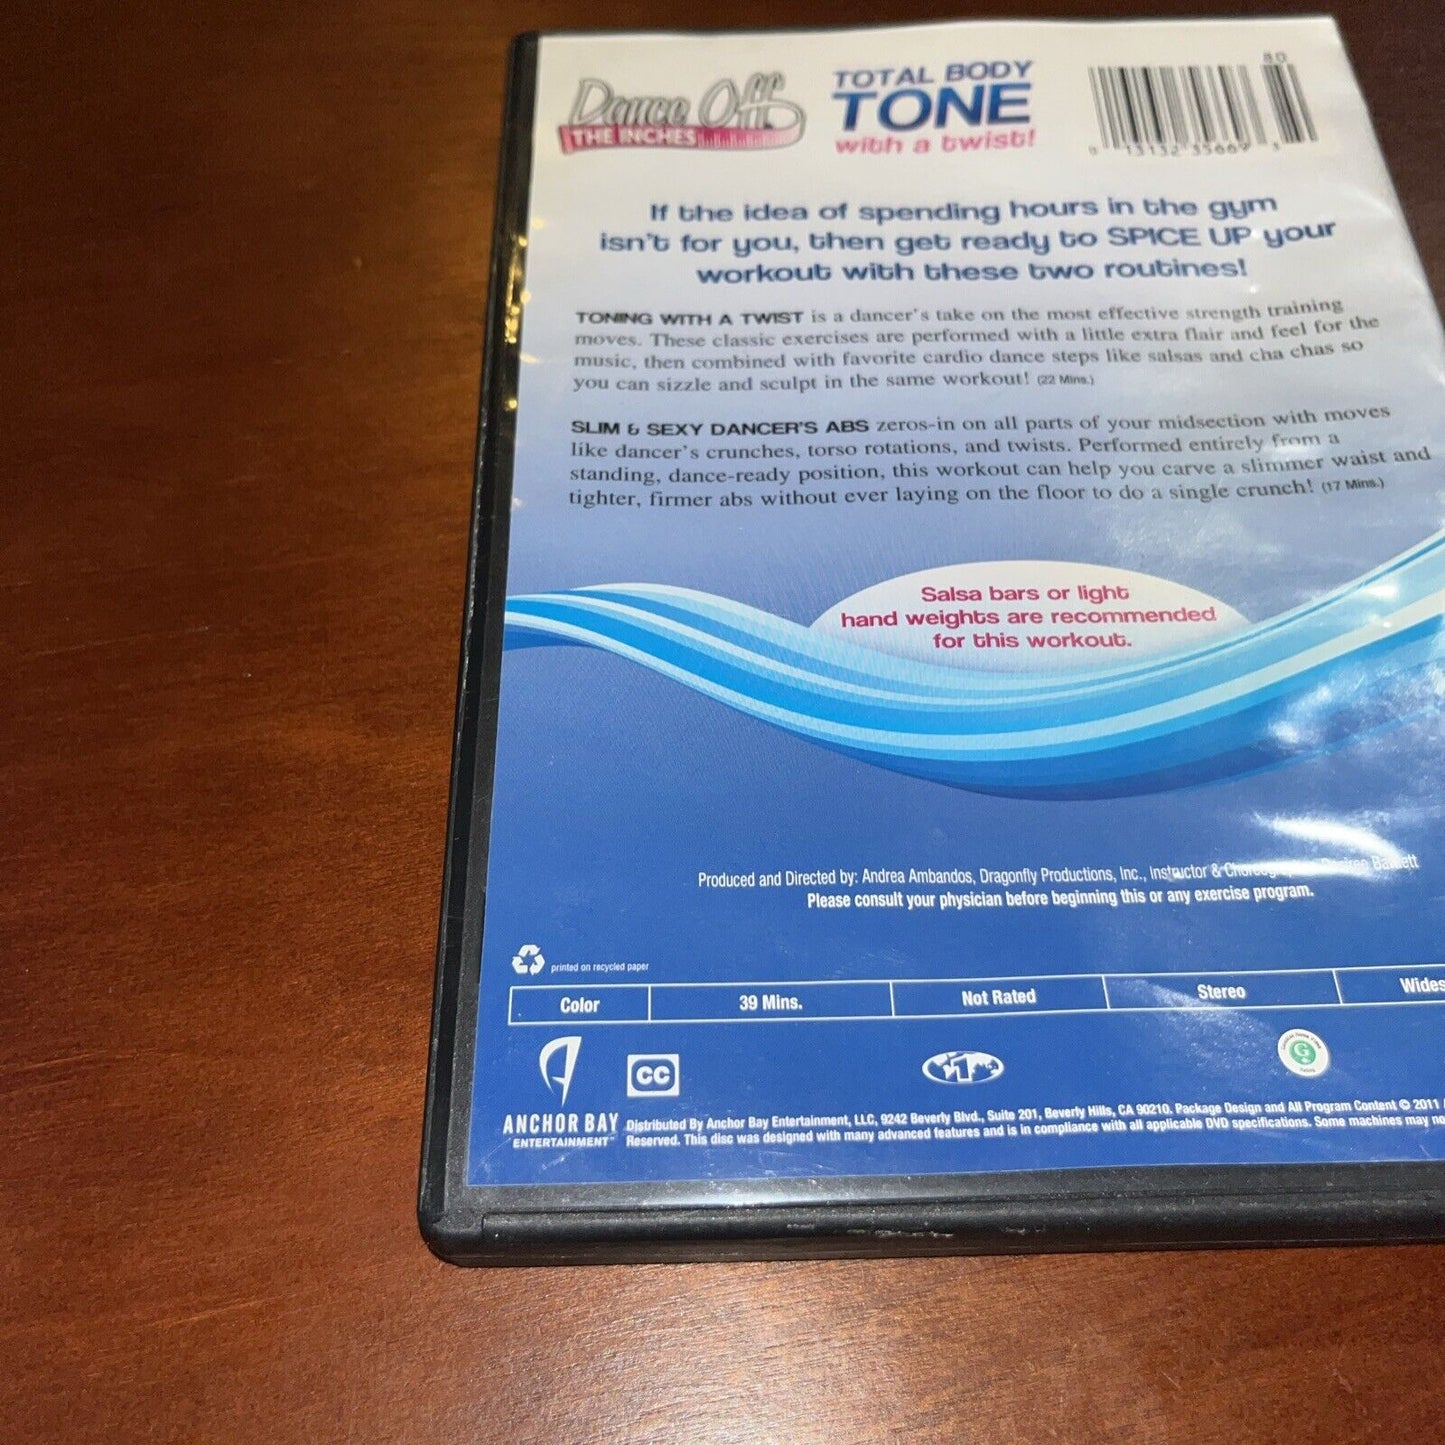 Dance Off
THE INCHES
TOTAL BODY
TONE
with a twist!
80
13132 35669
If the idea of spending hours in the gym
isn't for you, then get ready to SPICE UP your
workout with these two routines!
TONING WITH A TWIST is a dancer's take on the most effective strength training
moves. These classic exercises are performed with a little extra flair and feel for the
music, then combined with favorite cardio dance steps like salsas and cha chas so
you can sizzle and sculpt in the same workout! (22 Mins.)
SLIM & SEXY DANCER'S ABS zeros-in on all parts of your midsection with moves
like dancer's crunches, torso rotations, and twists. Performed entirely from a
standing, dance-ready position, this workout can help you carve a slimmer waist and
tighter, firmer abs without ever laying on the floor to do a single crunch! (17 Mins.)
Salsa bars or light
hand weights are recommended
for this workout.
Produced and Directed by: Andrea Ambandos, Dragonfly Productions, Inc., Instructor &
Please consult your physician before beginning this or any exercise program.
printed on recycled paper
Color 39 Mins. Not Rated Stereo Wides
CC
1
G
ANCHOR BAY
ENTERTAINMENT
Distributed By Anchor Bay Entertainment, LLC, 9242 Beverly Blvd., Suite 201, Beverly Hills, CA 90210. Package Design and All Program Content © 2011
Reserved. This disc was designed with many advanced features and is in compliance with all applicable DVD specifications. Some machines may no